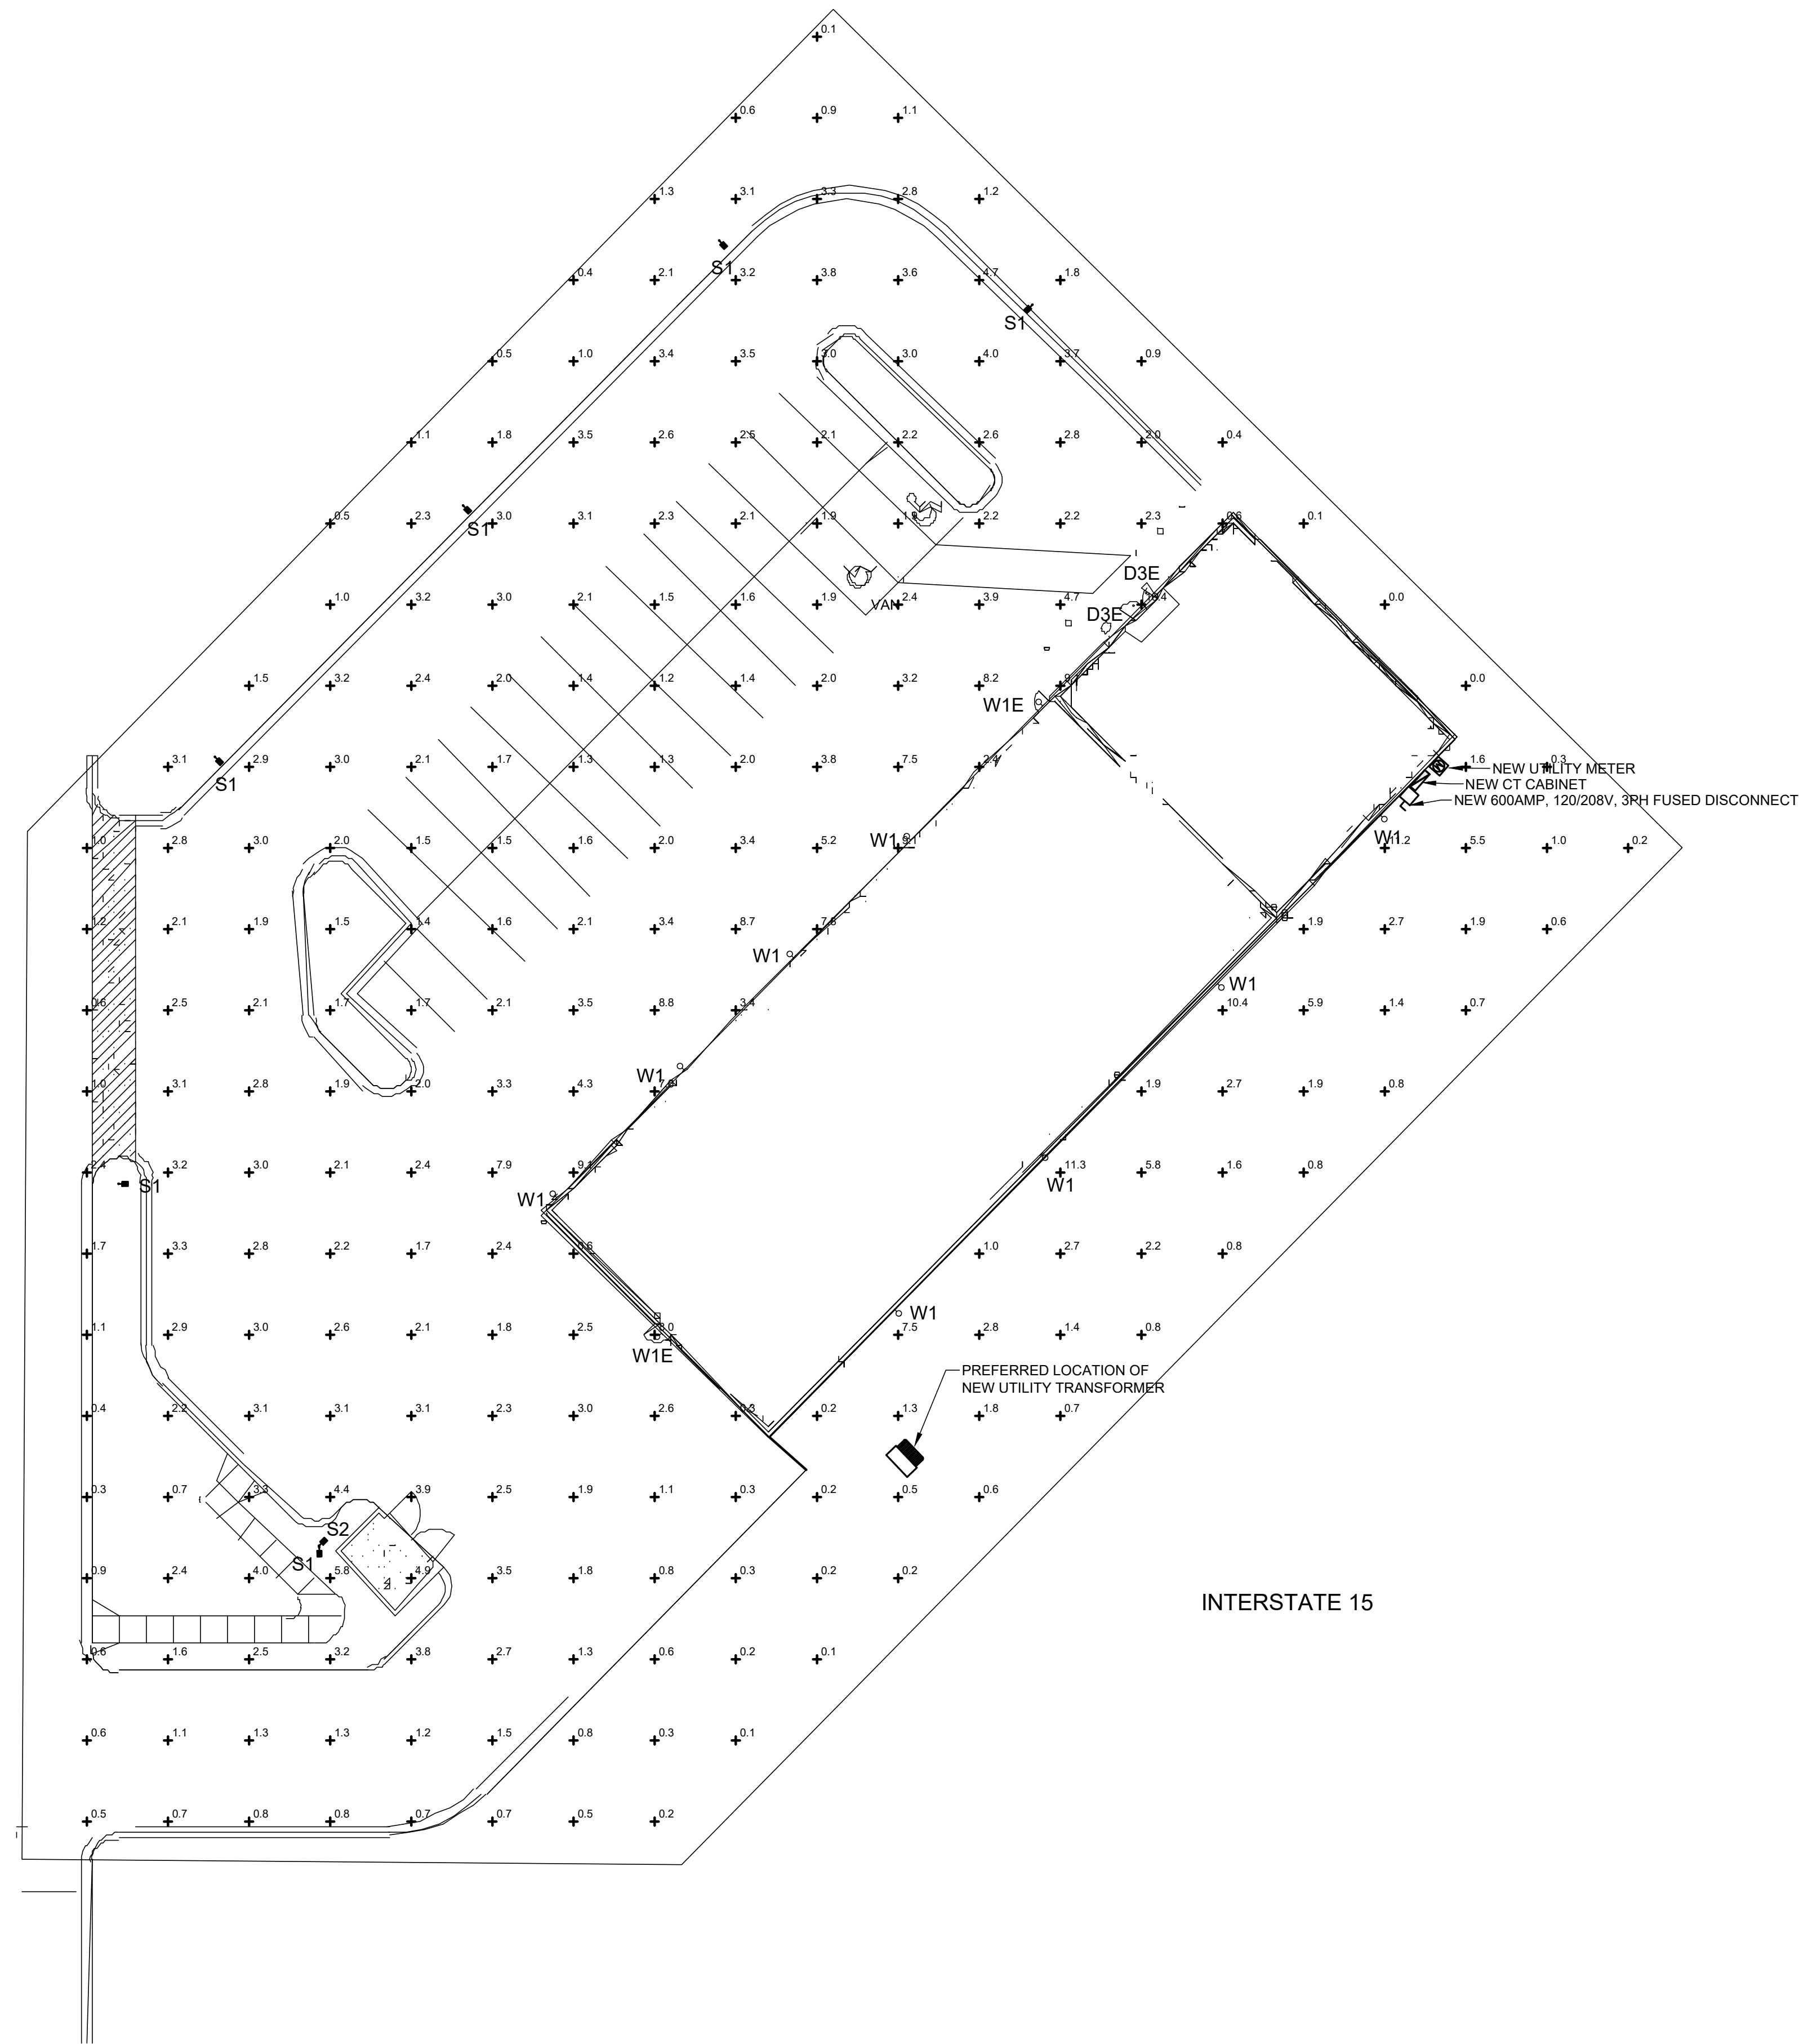 0.1
0.6 0.9 1.1
1.3 3.1 3.3 2.8 1.2
S1
0.4 2.1 3.2 3.8 3.6 4.7 1.8
S1
0.5 1.0 3.4 3.5 3.0 3.0 4.0 3.7 0.9
1.1 1.8 3.5 2.6 2.5 2.1 2.2 2.6 2.8 2.0 0.4
0.5 2.3 3.0 3.1 2.3 2.1 1.9 2.2 2.2 2.3 0.6 0.1
S1
D3E
1.0 3.2 3.0 2.1 1.5 1.6 1.9 VAN 2.4 3.9 4.7 0.0
D3E
1.5 3.2 2.4 2.0 1.4 1.2 1.4 2.0 3.2 8.2 0.0
W1E
3.1 2.9 3.0 2.1 1.7 1.3 1.3 2.0 3.8 7.5 2.4 1.6 0.3
NEW UTILITY METER
S1
NEW CT CABINET
NEW 600AMP, 120/208V, 3PH FUSED DISCONNECT
W1 W1
1.0 2.8 3.0 2.0 1.5 1.5 1.6 2.0 3.4 5.2 9.1 11.2 5.5 1.0 0.2
1.2 2.1 1.9 1.5 1.4 1.6 2.1 3.4 8.7 7.8 1.9 2.7 1.9 0.6
W1
W1
0.6 2.5 2.1 1.7 1.7 2.1 3.5 8.8 3.4 10.4 5.9 1.4 0.7
W1
1.0 3.1 2.8 1.9 2.0 3.3 4.3 1.9 2.7 1.9 0.8
2.4 3.2 3.0 2.1 2.4 7.9 9.1 11.3 5.8 1.6 0.8
S1 W1
W1
1.7 3.3 2.8 2.2 1.7 2.4 0.6 1.0 2.7 2.2 0.8
W1
1.1 2.9 3.0 2.6 2.1 1.8 2.5 7.5 2.8 1.4 0.8
W1E
PREFERRED LOCATION OF
NEW UTILITY TRANSFORMER
0.4 2.2 3.1 3.1 3.1 2.3 3.0 2.6 0.3 0.2 1.3 1.8 0.7
0.3 0.7 3.3 4.4 3.9 2.5 1.9 1.1 0.3 0.2 0.5 0.6
S2
S1
0.9 2.4 4.0 5.8 4.9 3.5 1.8 0.8 0.3 0.2 0.2
INTERSTATE 15
0.6 1.6 2.5 3.2 3.8 2.7 1.3 0.6 0.2 0.1
0.6 1.1 1.3 1.3 1.2 1.5 0.8 0.3 0.1
0.5 0.7 0.8 0.8 0.7 0.7 0.5 0.2